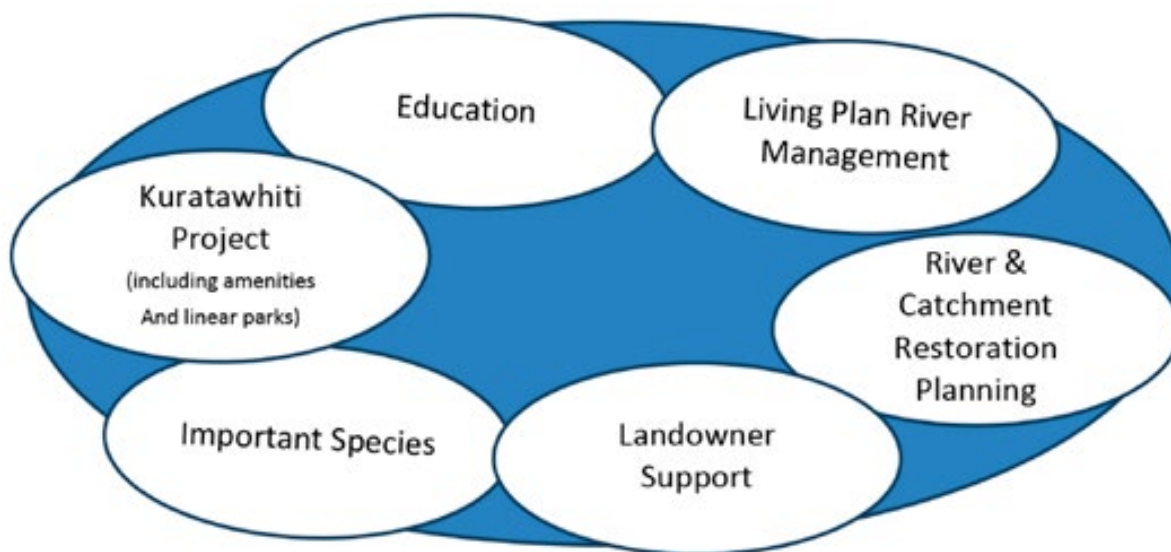 Education
Living Plan River
Management
Kuratawhiti
Project
(including amenities
And linear parks)
River &
Catchment
Restoration
Planning
Important Species
Landowner
Support